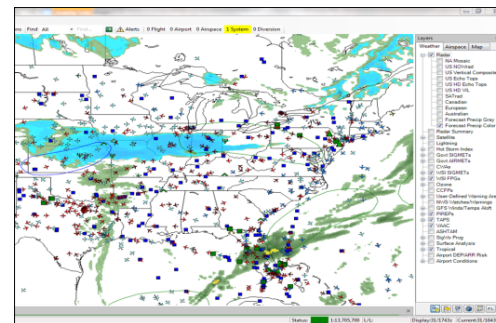 Find: All
Alerts
0 Flight
0 Airport
0 Airspace
1 System
0 Diversion
Layers
Weather
Airspace
Map
Radar
NA Mosaic
US NOWrad
US Vertical Composite
US Echo Tops
US HD Echo Tops
US HD VIL
SATrad
Canadian
European
Australian
Forecast Precip Gray
Forecast Precip Color
Radar Summary
Satellite
Lightning
Hot Storm Index
Govt SIGMETs
Govt AIRMETs
CWAs
WSI SIGMETs
WSI FPGs
Ozone
CCFPs
User-Defined Warning Area
NWS Watches/Warnings
GFS Winds/Temps Aloft
PIREPs
TAPS
VAAC
ASHTAM
SigWx Prog
Surface Analysis
Tropical
Airport DEP/ARR Risk
Airport Conditions
Status:
L/L: